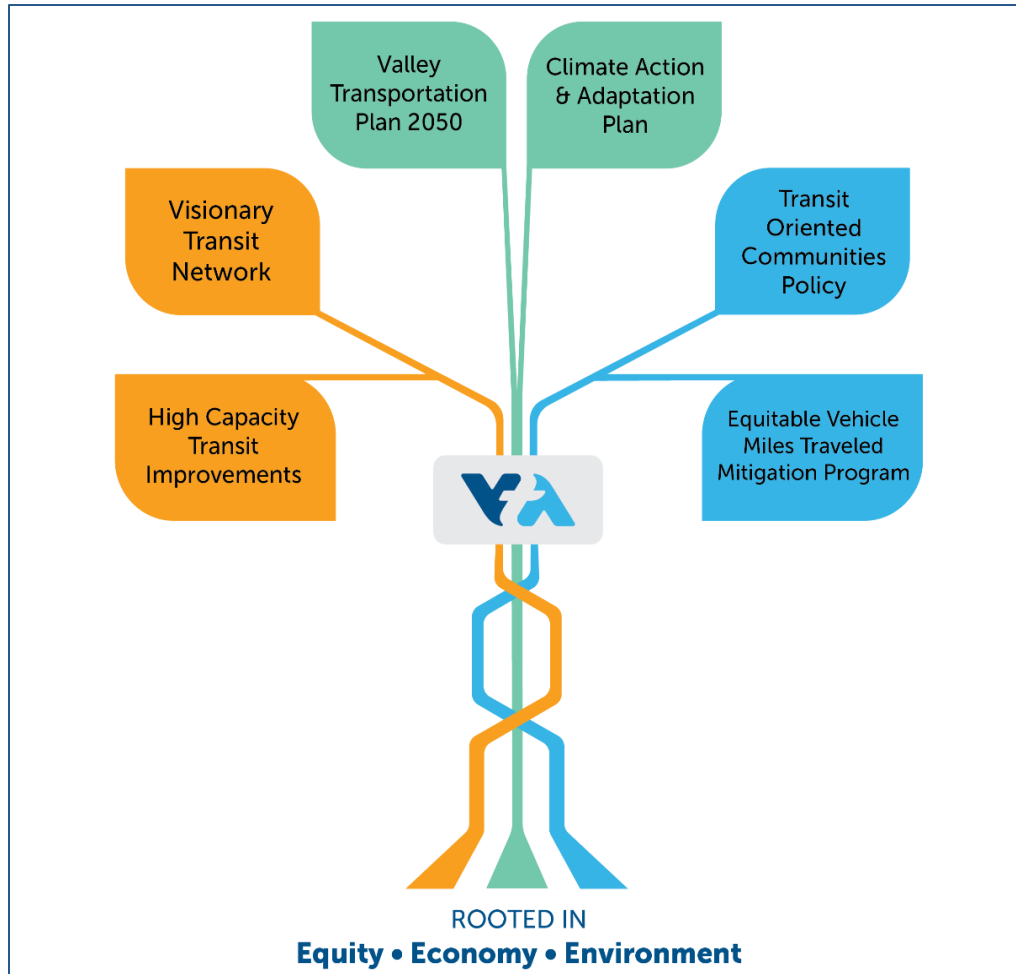 Valley
Transportation
Plan 2050
Climate Action
& Adaptation
Plan
Visionary
Transit
Network
Transit
Oriented
Communities
Policy
High Capacity
Transit
Improvements
Equitable Vehicle
Miles Traveled
Mitigation Program
VTA
ROOTED IN
Equity • Economy • Environment